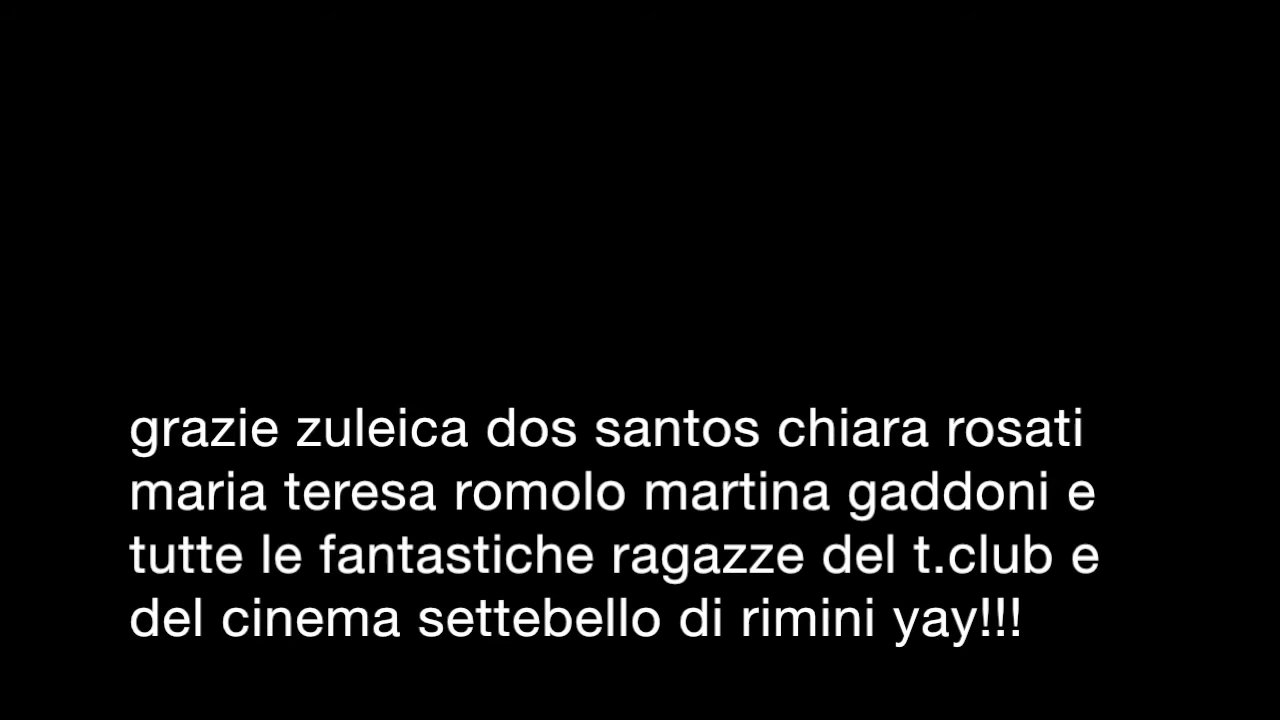 grazie zuleica dos santos chiara rosati
maria teresa romolo martina gaddoni e
tutte le fantastiche ragazze del t.club e
del cinema settebello di rimini yay!!!